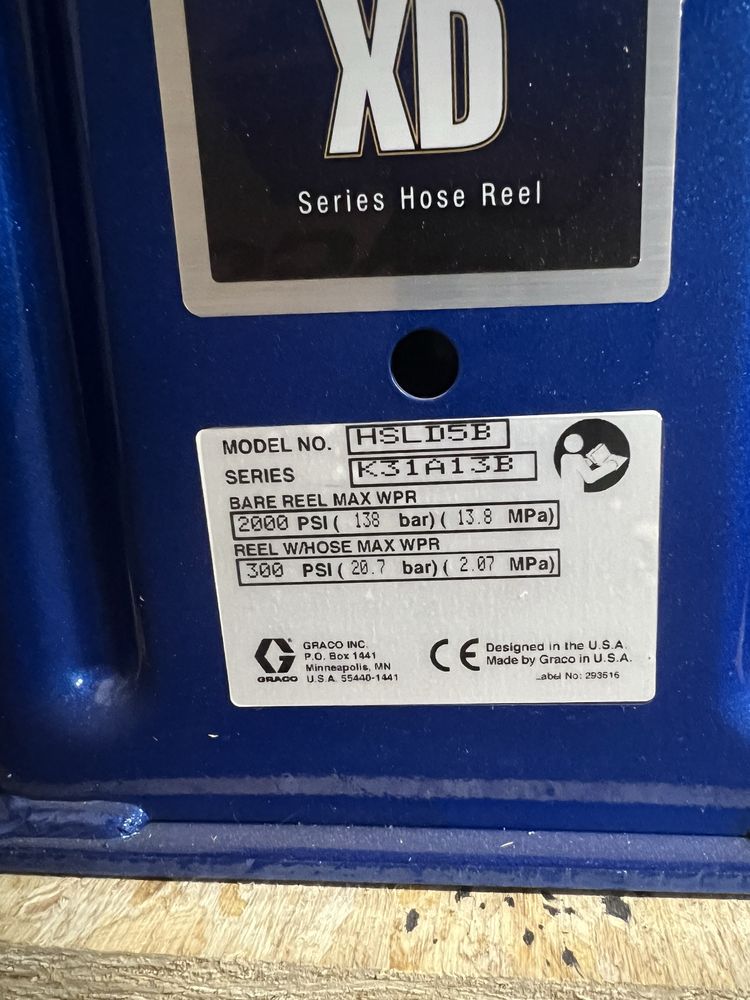 XD
Series Hose Reel
MODEL NO. HSLD5B
SERIES K31A13B
BARE REEL MAX WPR
2000 PSI ( 138 bar) ( 13.8 MPa)
REEL W/HOSE MAX WPR
300 PSI ( 20.7 bar) ( 2.07 MPa)
GRACO
GRACO INC.
P.O. Box 1441
Minneapolis, MN
U.S.A. 55440-1441
CE
Designed in the U.S.A.
Made by Graco in U.S.A.
Label No: 293616